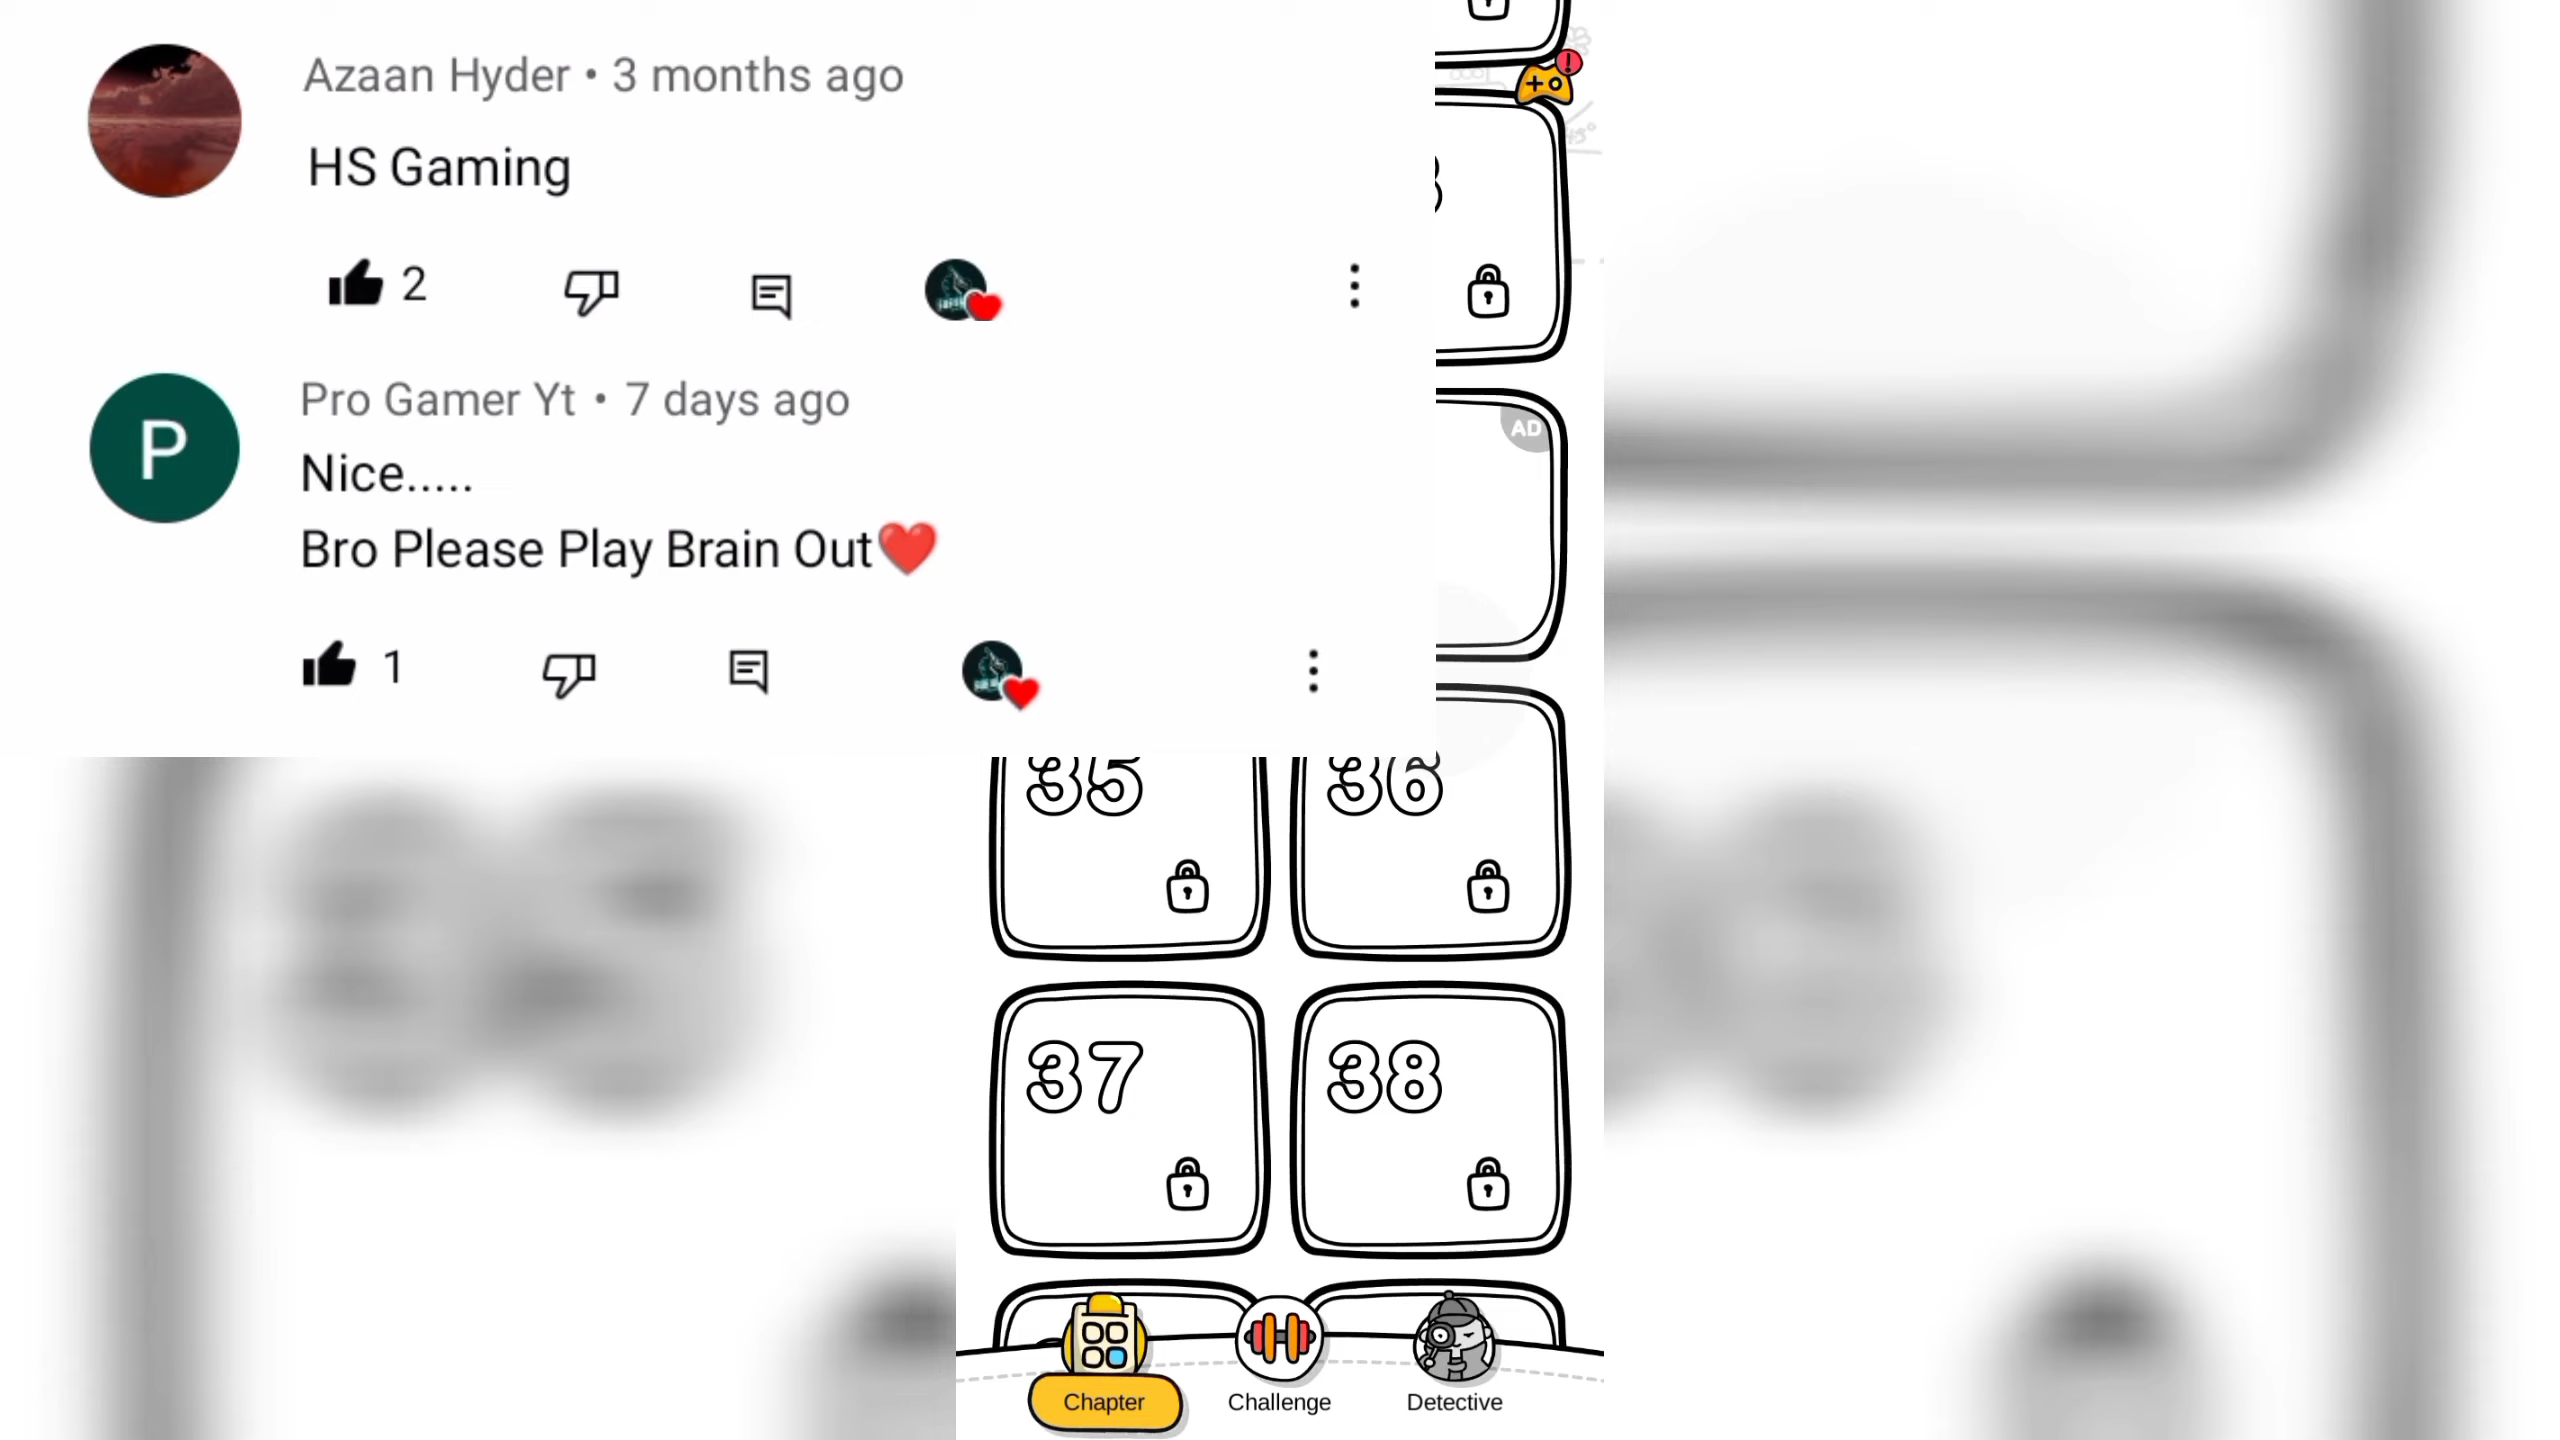 Azaan Hyder • 3 months ago
HS Gaming
2
P
Pro Gamer Yt • 7 days ago
Nice.....
Bro Please Play Brain Out❤️
1
AD
35
36
37
38
Chapter
Challenge
Detective